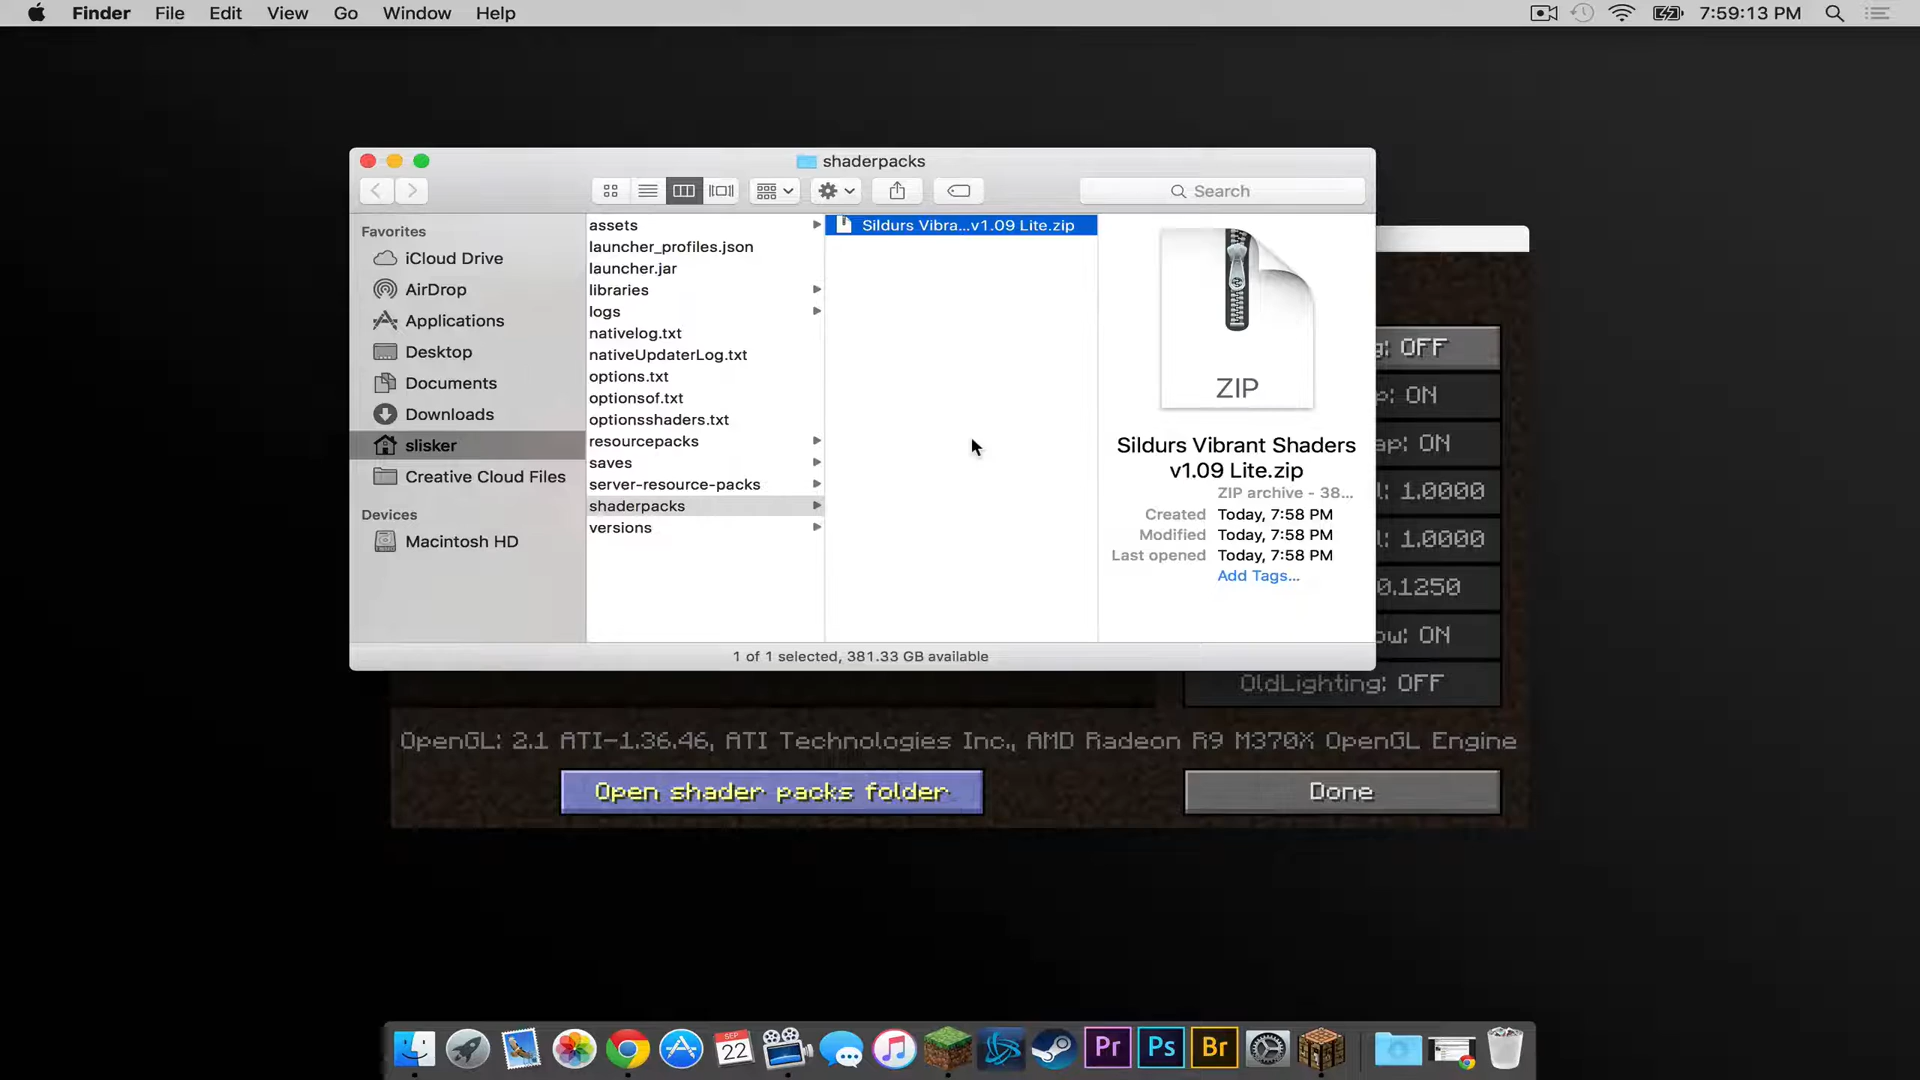 Finder File Edit View Go Window Help 7:59:13 PM
shaderpacks
Search
Favorites
iCloud Drive
AirDrop
Applications
Desktop
Documents
Downloads
slisker
Creative Cloud Files
Devices
Macintosh HD
assets
launcher_profiles.json
launcher.jar
libraries
logs
nativelog.txt
nativeUpdaterLog.txt
options.txt
optionsof.txt
optionsshaders.txt
resourcepacks
saves
server-resource-packs
shaderpacks
versions
Sildurs Vibra...v1.09 Lite.zip
ZIP
Sildurs Vibrant Shaders
v1.09 Lite.zip
ZIP archive - 38...
Created Today, 7:58 PM
Modified Today, 7:58 PM
Last opened Today, 7:58 PM
Add Tags...
1 of 1 selected, 381.33 GB available
g: OFF
p: ON
ap: ON
l: 1.0000
l: 1.0000
0.1250
ow: ON
OldLighting: OFF
OpenGL: 2.1 ATI-1.36.46, ATI Technologies Inc., AMD Radeon R9 M370X OpenGL Engine
Open shader packs folder
Done
SEP
22
Pr
Ps
Br